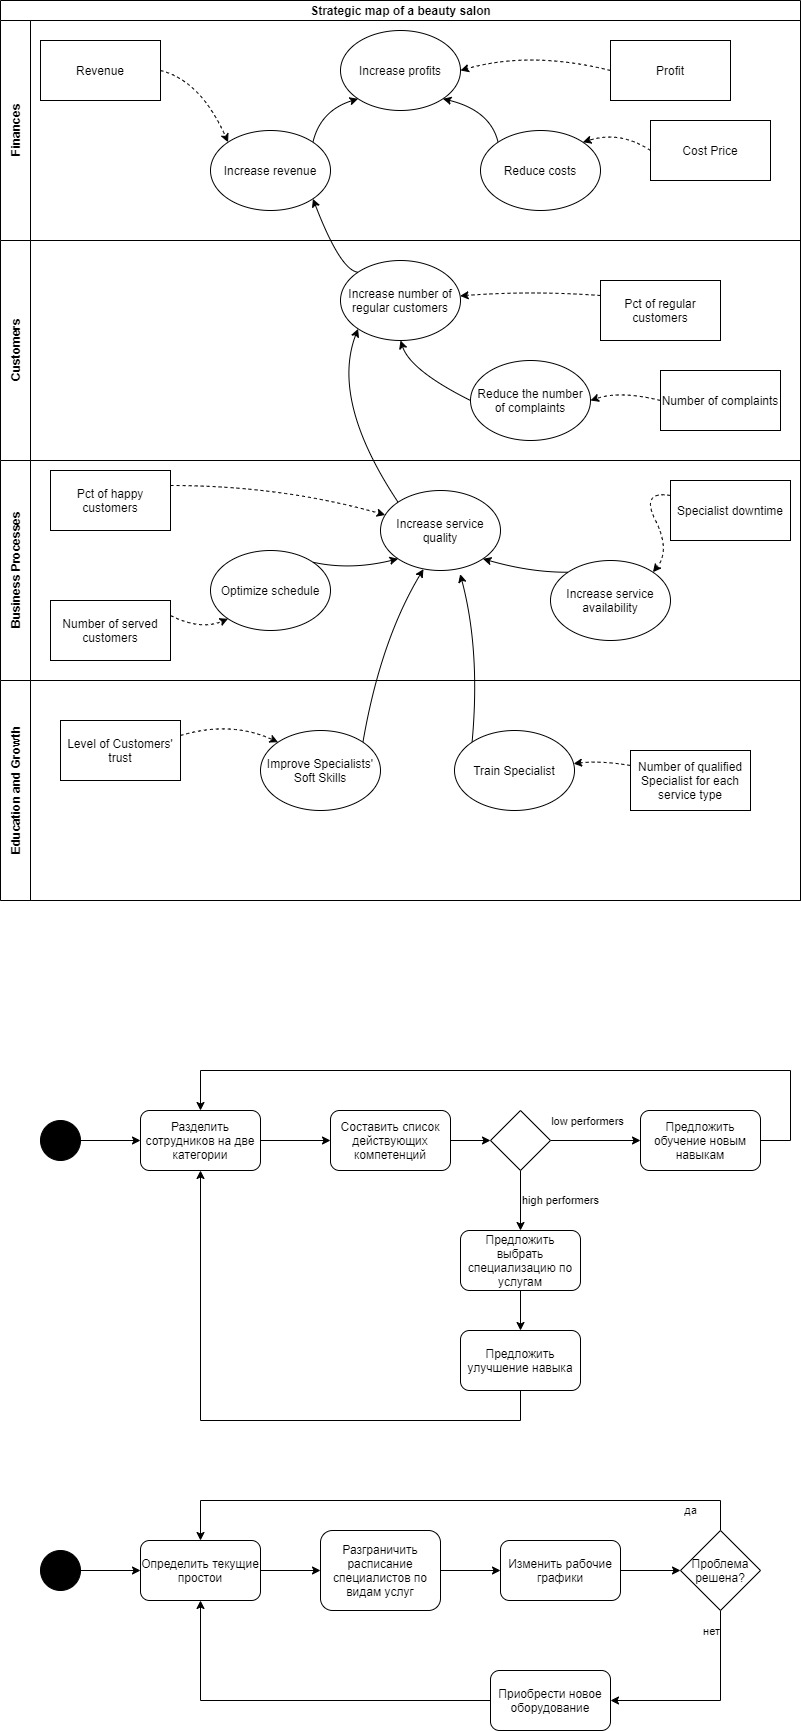 Strategic map of a beauty salon
Finances
Revenue
Increase profits
Profit
Increase revenue
Reduce costs
Cost Price
Customers
Increase number of
regular customers
Pct of regular
customers
Reduce the number
of complaints
Number of complaints
Business Processes
Pct of happy
customers
Increase service
quality
Specialist downtime
Optimize schedule
Increase service
availability
Number of served
customers
Education and Growth
Level of Customers'
trust
Improve Specialists'
Soft Skills
Train Specialist
Number of qualified
Specialist for each
service type
Разделить
сотрудников на две
категории
Составить список
действующих
компетенций
low performers
Предложить
обучение новым
навыкам
high performers
Предложить
выбрать
специализацию по
услугам
Предложить
улучшение навыка
да
Определить текущие
простои
Разграничить
расписание
специалистов по
видам услуг
Изменить рабочие
графики
Проблема
решена?
нет
Приобрести новое
оборудование